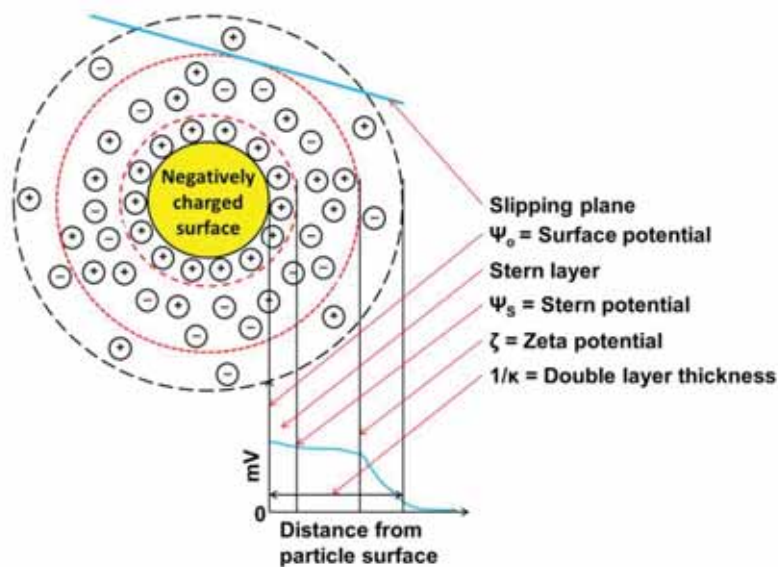 Negatively
charged
surface
Slipping plane
Ψo = Surface potential
Stern layer
ΨS = Stern potential
ζ = Zeta potential
1/κ = Double layer thickness
mV
0
Distance from
particle surface